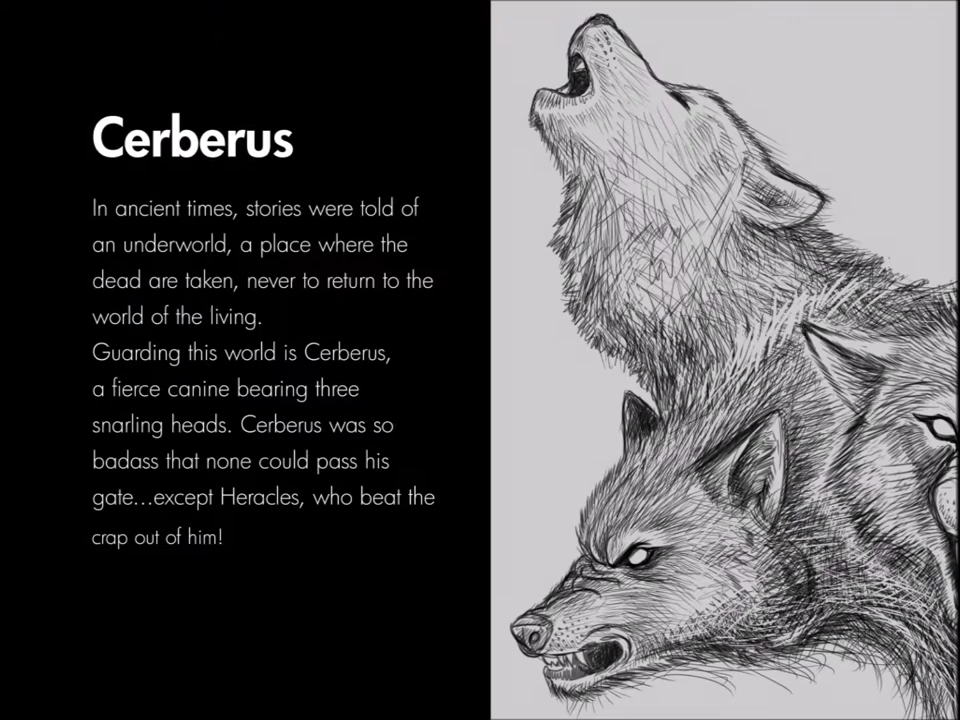 Cerberus
In ancient times, stories were told of
an underworld, a place where the
dead are taken, never to return to the
world of the living.
Guarding this world is Cerberus,
a fierce canine bearing three
snarling heads. Cerberus was so
badass that none could pass his
gate...except Heracles, who beat the
crap out of him!